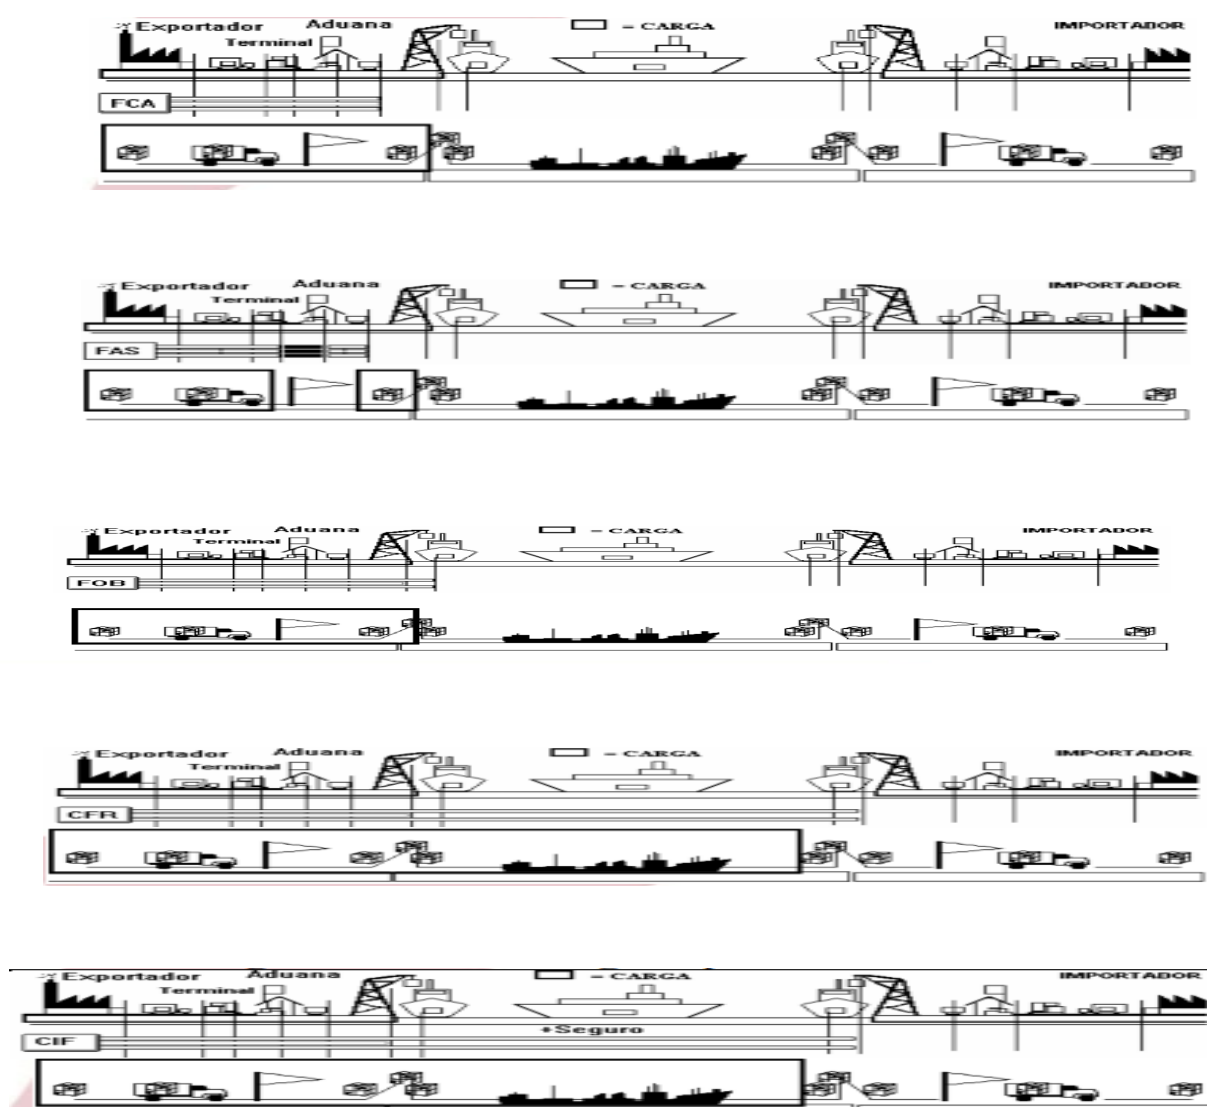 Exportador Aduana = CARGA IMPORTADOR
Terminal
FCA
Exportador Aduana = CARGA IMPORTADOR
Terminal
FAS
Exportador Aduana = CARGA IMPORTADOR
Terminal
FOB
Exportador Aduana = CARGA IMPORTADOR
Terminal
CFR
Exportador Aduana = CARGA IMPORTADOR
Terminal
+Seguro
CIF